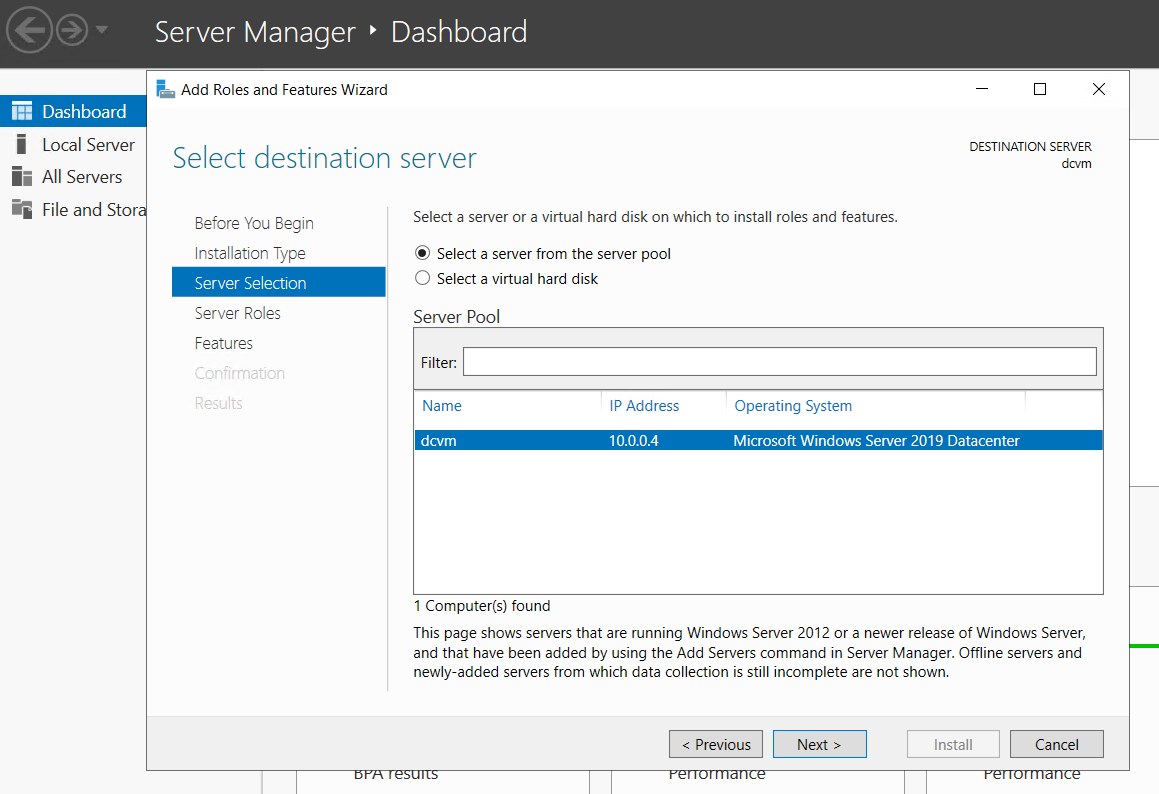 Server Manager ‣ Dashboard
Dashboard
Local Server
All Servers
File and Stora
Add Roles and Features Wizard
Select destination server
DESTINATION SERVER
dcvm
Before You Begin
Installation Type
Server Selection
Server Roles
Features
Confirmation
Results
Select a server or a virtual hard disk on which to install roles and features.
Select a server from the server pool
Select a virtual hard disk
Server Pool
Filter:
Name IP Address Operating System
dcvm 10.0.0.4 Microsoft Windows Server 2019 Datacenter
1 Computer(s) found
This page shows servers that are running Windows Server 2012 or a newer release of Windows Server,
and that have been added by using the Add Servers command in Server Manager. Offline servers and
newly-added servers from which data collection is still incomplete are not shown.
< Previous Next > Install Cancel
BPA results Performance Performance